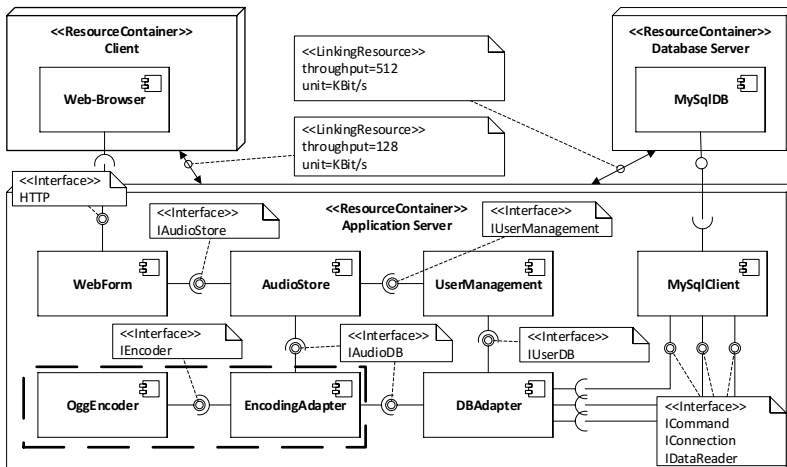 <<ResourceContainer>>
Client
Web-Browser
<<LinkingResource>>
throughput=512
unit=KBit/s
<<LinkingResource>>
throughput=128
unit=KBit/s
<<ResourceContainer>>
Database Server
MySqlDB
<<Interface>>
HTTP
<<Interface>>
IAudioStore
<<ResourceContainer>>
Application Server
<<Interface>>
IUserManagement
WebForm
AudioStore
UserManagement
MySqlClient
<<Interface>>
IEncoder
<<Interface>>
IAudioDB
<<Interface>>
IUserDB
OggEncoder
EncodingAdapter
DBAdapter
<<Interface>>
ICommand
IConnection
IDataReader